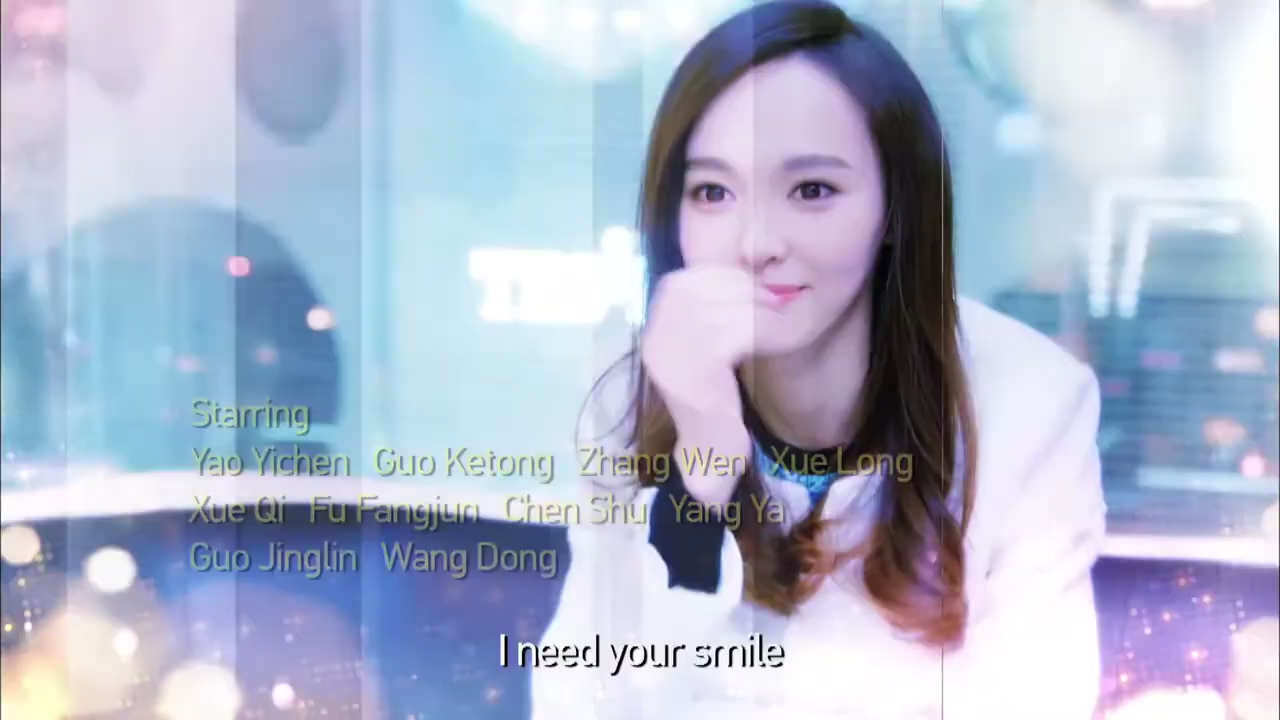 Starring
Yao Yichen Guo Ketong Zhang Wen Xue Long
Xue Qi Fu Fangjun Chen Shu Yang Ya
Guo Jinglin Wang Dong
I need your smile